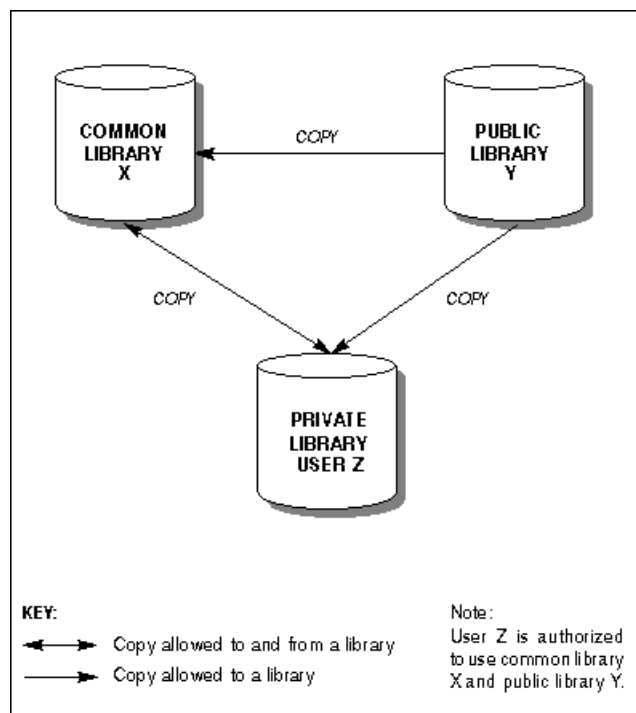 COMMON
LIBRARY
X
COPY
PUBLIC
LIBRARY
Y
COPY
COPY
PRIVATE
LIBRARY
USER Z
KEY:
Copy allowed to and from a library
Copy allowed to a library
Note:
User Z is authorized
to use common library
X and public library Y.